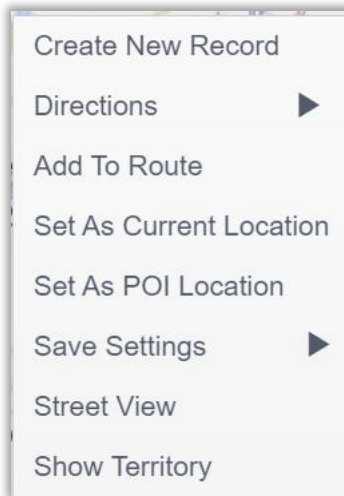 Create New Record
Directions
Add To Route
Set As Current Location
Set As POI Location
Save Settings
Street View
Show Territory